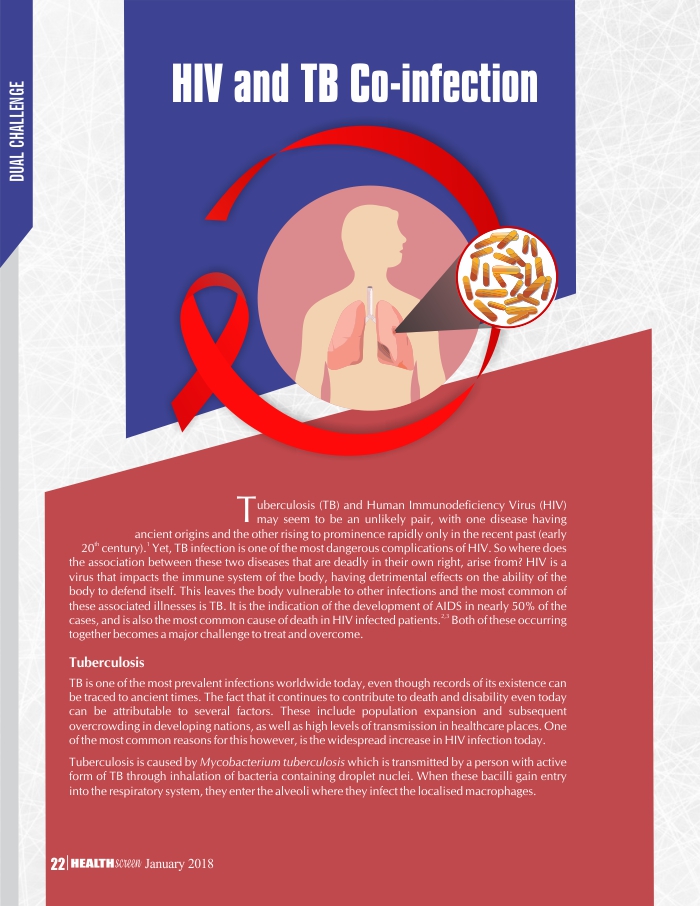 DUAL CHALLENGE
HIV and TB Co-infection
Tuberculosis (TB) and Human Immunodeficiency Virus (HIV)
may seem to be an unlikely pair, with one disease having
ancient origins and the other rising to prominence rapidly only in the recent past (early
20th century).1 Yet, TB infection is one of the most dangerous complications of HIV. So where does
the association between these two diseases that are deadly in their own right, arise from? HIV is a
virus that impacts the immune system of the body, having detrimental effects on the ability of the
body to defend itself. This leaves the body vulnerable to other infections and the most common of
these associated illnesses is TB. It is the indication of the development of AIDS in nearly 50% of the
cases, and is also the most common cause of death in HIV infected patients.2,3 Both of these occurring
together becomes a major challenge to treat and overcome.
Tuberculosis
TB is one of the most prevalent infections worldwide today, even though records of its existence can
be traced to ancient times. The fact that it continues to contribute to death and disability even today
can be attributable to several factors. These include population expansion and subsequent
overcrowding in developing nations, as well as high levels of transmission in healthcare places. One
of the most common reasons for this however, is the widespread increase in HIV infection today.
Tuberculosis is caused by Mycobacterium tuberculosis which is transmitted by a person with active
form of TB through inhalation of bacteria containing droplet nuclei. When these bacilli gain entry
into the respiratory system, they enter the alveoli where they infect the localised macrophages.
22 | HEALTHscreen January 2018